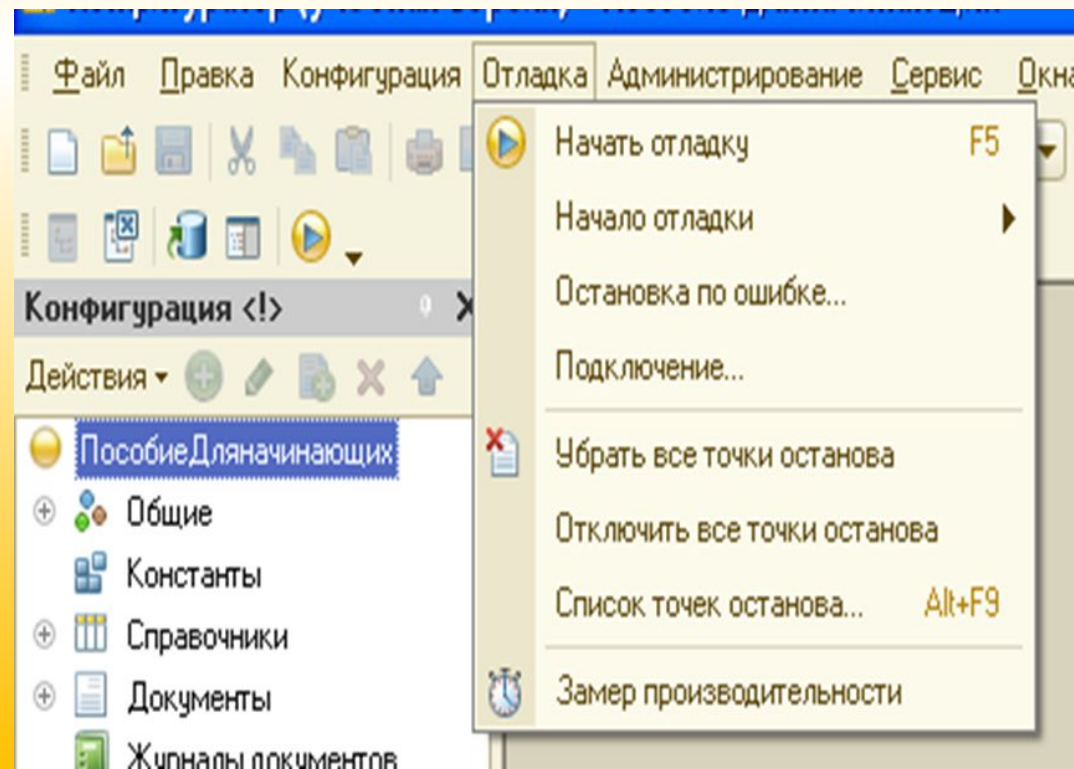 Файл Правка Конфигурация Отладка Администрирование Сервис Окна
Начать отладку F5
Начало отладки
Остановка по ошибке...
Подключение...
Убрать все точки останова
Отключить все точки останова
Список точек останова... Alt+F9
Замер производительности
Конфигурация <!>
Действия
ПособиеДляначинающих
Общие
Константы
Справочники
Документы
Журналы документов